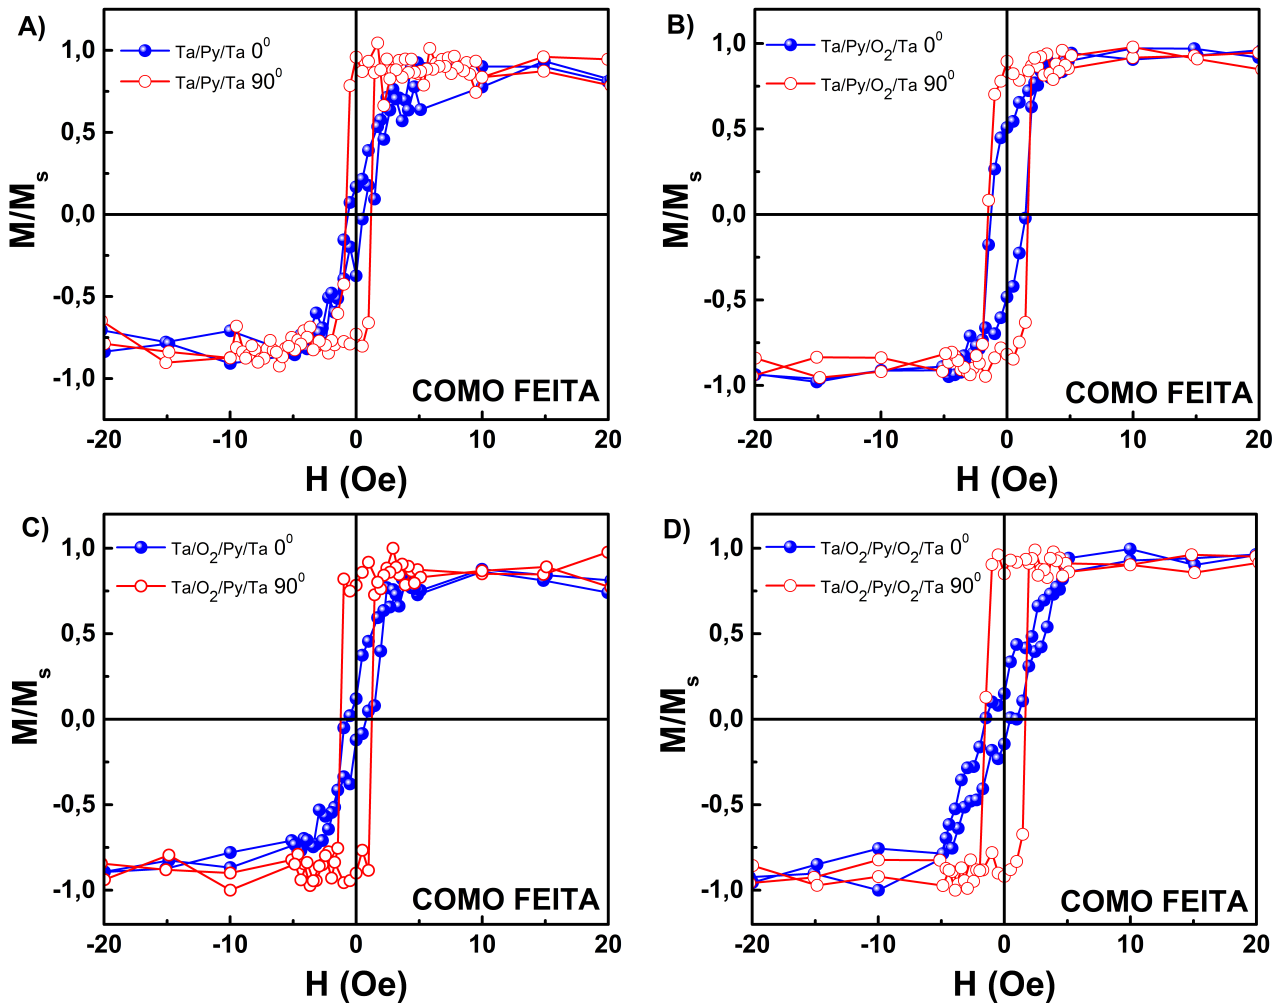 A)
Ta/Py/Ta 0⁰
Ta/Py/Ta 90⁰
1,0
0,5
0,0
-0,5
-1,0
M/Mₛ
COMO FEITA
-20 -10 0 10 20
H (Oe)
B)
Ta/Py/O₂/Ta 0⁰
Ta/Py/O₂/Ta 90⁰
1,0
0,5
0,0
-0,5
-1,0
M/Mₛ
COMO FEITA
-20 -10 0 10 20
H (Oe)
C)
Ta/O₂/Py/Ta 0⁰
Ta/O₂/Py/Ta 90⁰
1,0
0,5
0,0
-0,5
-1,0
M/Mₛ
COMO FEITA
-20 -10 0 10 20
H (Oe)
D)
Ta/O₂/Py/O₂/Ta 0⁰
Ta/O₂/Py/O₂/Ta 90⁰
1,0
0,5
0,0
-0,5
-1,0
M/Mₛ
COMO FEITA
-20 -10 0 10 20
H (Oe)